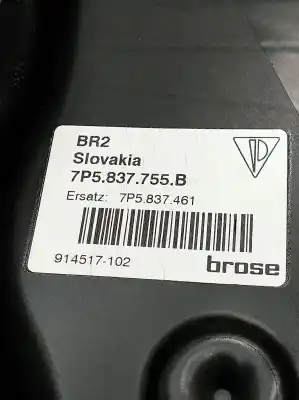 BR2
Slovakia
7P5.837.755.B
Ersatz: 7P5.837.461
914517-102
brose